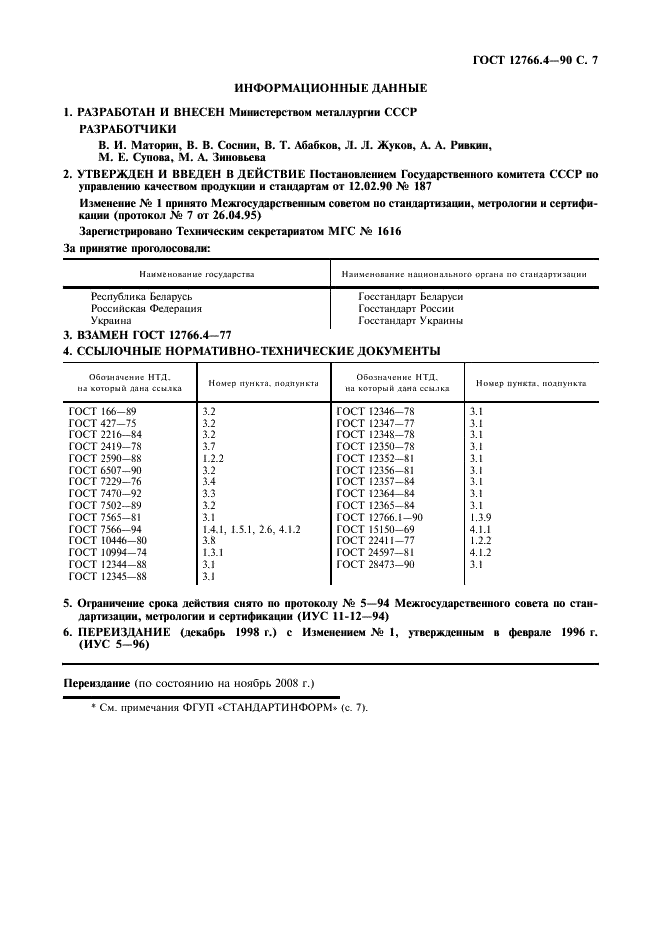 ГОСТ 12766.4—90 С. 7
ИНФОРМАЦИОННЫЕ ДАННЫЕ
1. РАЗРАБОТАН И ВНЕСЕН Министерством металлургии СССР
РАЗРАБОТЧИКИ
В. И. Маторин, В. В. Соснин, В. Т. Абабков, Л. Л. Жуков, А. А. Ривкин,
М. Е. Супова, М. А. Зиновьева
2. УТВЕРЖДЕН И ВВЕДЕН В ДЕЙСТВИЕ Постановлением Государственного комитета СССР по
управлению качеством продукции и стандартам от 12.02.90 № 187
Изменение № 1 принято Межгосударственным советом по стандартизации, метрологии и сертифи-
кации (протокол № 7 от 26.04.95)
Зарегистрировано Техническим секретариатом МГС № 1616
За принятие проголосовали:
Наименование государства Наименование национального органа по стандартизации
Республика Беларусь Госстандарт Беларуси
Российская Федерация Госстандарт России
Украина Госстандарт Украины
3. ВЗАМЕН ГОСТ 12766.4—77
4. ССЫЛОЧНЫЕ НОРМАТИВНО-ТЕХНИЧЕСКИЕ ДОКУМЕНТЫ
Обозначение НТД, Обозначение НТД,
на который дана ссылка Номер пункта, подпункта на который дана ссылка Номер пункта, подпункта
ГОСТ 166—89 3.2 ГОСТ 12346—78 3.1
ГОСТ 427—75 3.2 ГОСТ 12347—77 3.1
ГОСТ 2216—84 3.2 ГОСТ 12348—78 3.1
ГОСТ 2419—78 3.7 ГОСТ 12350—78 3.1
ГОСТ 2590—88 1.2.2 ГОСТ 12352—81 3.1
ГОСТ 6507—90 3.2 ГОСТ 12356—81 3.1
ГОСТ 7229—76 3.4 ГОСТ 12357—84 3.1
ГОСТ 7470—92 3.3 ГОСТ 12364—84 3.1
ГОСТ 7502—89 3.2 ГОСТ 12365—84 3.1
ГОСТ 7565—81 3.1 ГОСТ 12766.1—90 1.3.9
ГОСТ 7566—94 1.4.1, 1.5.1, 2.6, 4.1.2 ГОСТ 15150—69 4.1.1
ГОСТ 10446—80 3.8 ГОСТ 22411—77 1.2.2
ГОСТ 10994—74 1.3.1 ГОСТ 24597—81 4.1.2
ГОСТ 12344—88 3.1 ГОСТ 28473—90 3.1
ГОСТ 12345—88 3.1
5. Ограничение срока действия снято по протоколу № 5—94 Межгосударственного совета по стан-
дартизации, метрологии и сертификации (ИУС 11-12—94)
6. ПЕРЕИЗДАНИЕ (декабрь 1998 г.) с Изменением № 1, утвержденным в феврале 1996 г.
(ИУС 5—96)
Переиздание (по состоянию на ноябрь 2008 г.)
* См. примечания ФГУП «СТАНДАРТИНФОРМ» (с. 7).